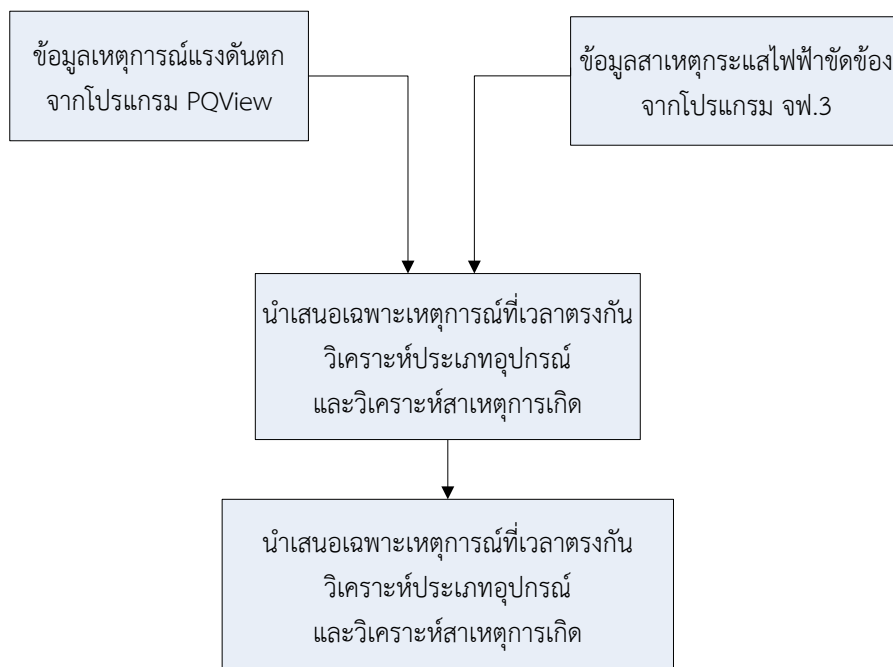 ข้อมูลเหตุการณ์แรงดันตก
จากโปรแกรม PQView
ข้อมูลสาเหตุกระแสไฟฟ้าขัดข้อง
จากโปรแกรม จฟ.3
นำเสนอเฉพาะเหตุการณ์ที่เวลาตรงกัน
วิเคราะห์ประเภทอุปกรณ์
และวิเคราะห์สาเหตุการเกิด
นำเสนอเฉพาะเหตุการณ์ที่เวลาตรงกัน
วิเคราะห์ประเภทอุปกรณ์
และวิเคราะห์สาเหตุการเกิด